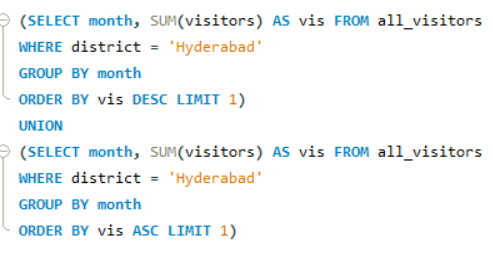 (SELECT month, SUM(visitors) AS vis FROM all_visitors
WHERE district = 'Hyderabad'
GROUP BY month
ORDER BY vis DESC LIMIT 1)
UNION
(SELECT month, SUM(visitors) AS vis FROM all_visitors
WHERE district = 'Hyderabad'
GROUP BY month
ORDER BY vis ASC LIMIT 1)